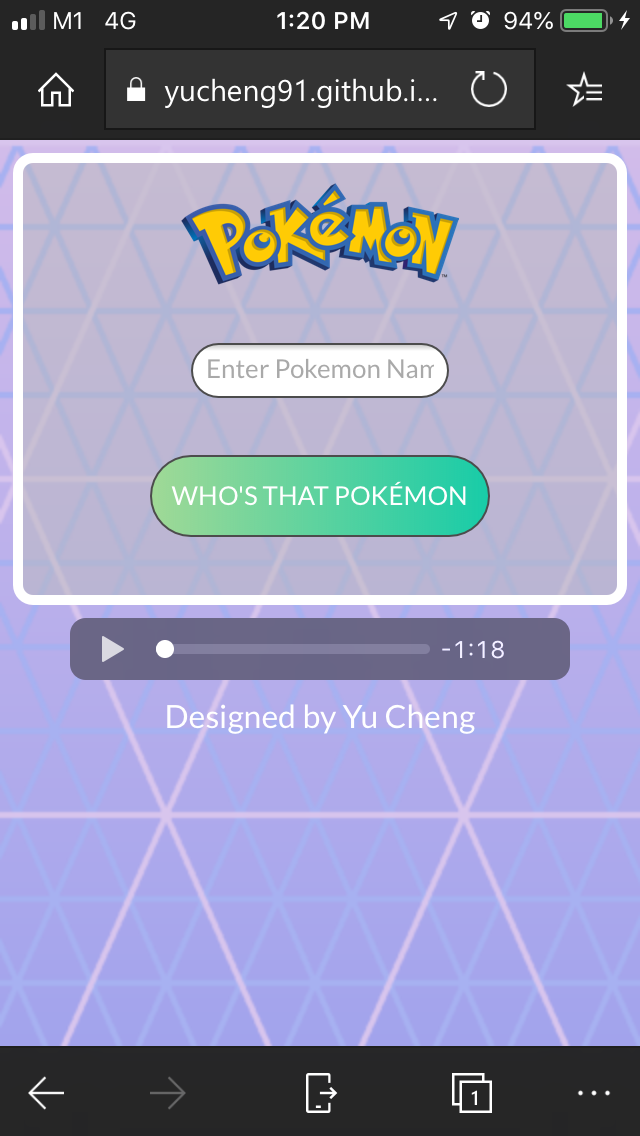 M1 4G 1:20 PM 94%
yucheng91.github.i...
POKéMON
™
Enter Pokemon Nam
WHO'S THAT POKÉMON
-1:18
Designed by Yu Cheng
1